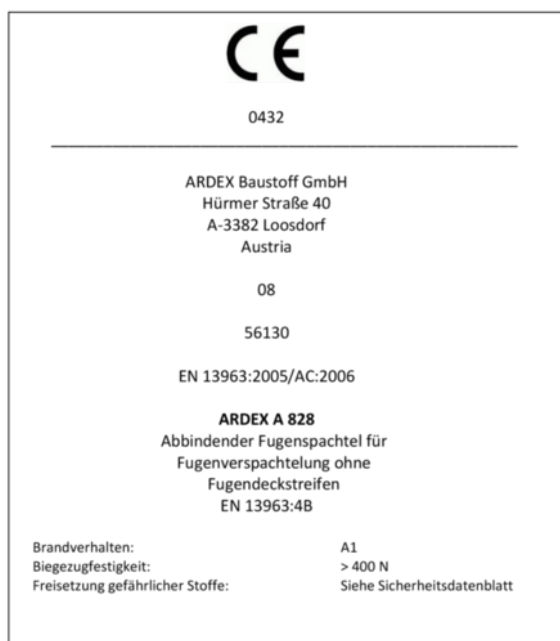 CE
0432
ARDEX Baustoff GmbH
Hürmer Straße 40
A-3382 Loosdorf
Austria
08
56130
EN 13963:2005/AC:2006
ARDEX A 828
Abbindender Fugenspachtel für
Fugenverspachtelung ohne
Fugendeckstreifen
EN 13963:4B
Brandverhalten: A1
Biegezugfestigkeit: > 400 N
Freisetzung gefährlicher Stoffe: Siehe Sicherheitsdatenblatt